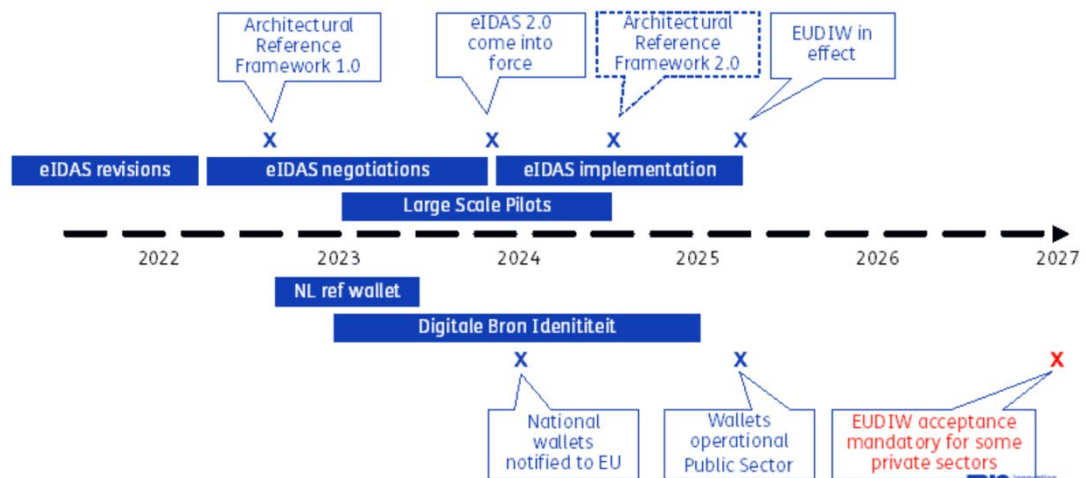 Architectural
Reference
Framework 1.0
eIDAS 2.0
come into
force
Architectural
Reference
Framework 2.0
EUDIW in
effect
X
X
X
X
eIDAS revisions
eIDAS negotiations
eIDAS implementation
Large Scale Pilots
2022
2023
2024
2025
2026
2027
NL ref wallet
Digitale Bron Idenititeit
X
X
X
National
wallets
notified to EU
Wallets
operational
Public Sector
EUDIW acceptance
mandatory for some
private sectors